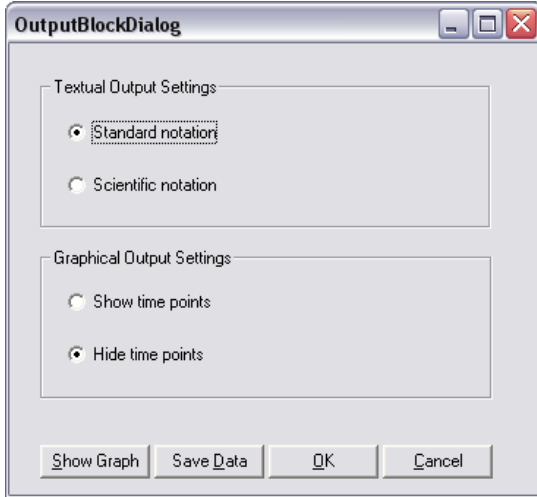 OutputBlockDialog
Textual Output Settings
Standard notation
Scientific notation
Graphical Output Settings
Show time points
Hide time points
Show Graph Save Data OK Cancel